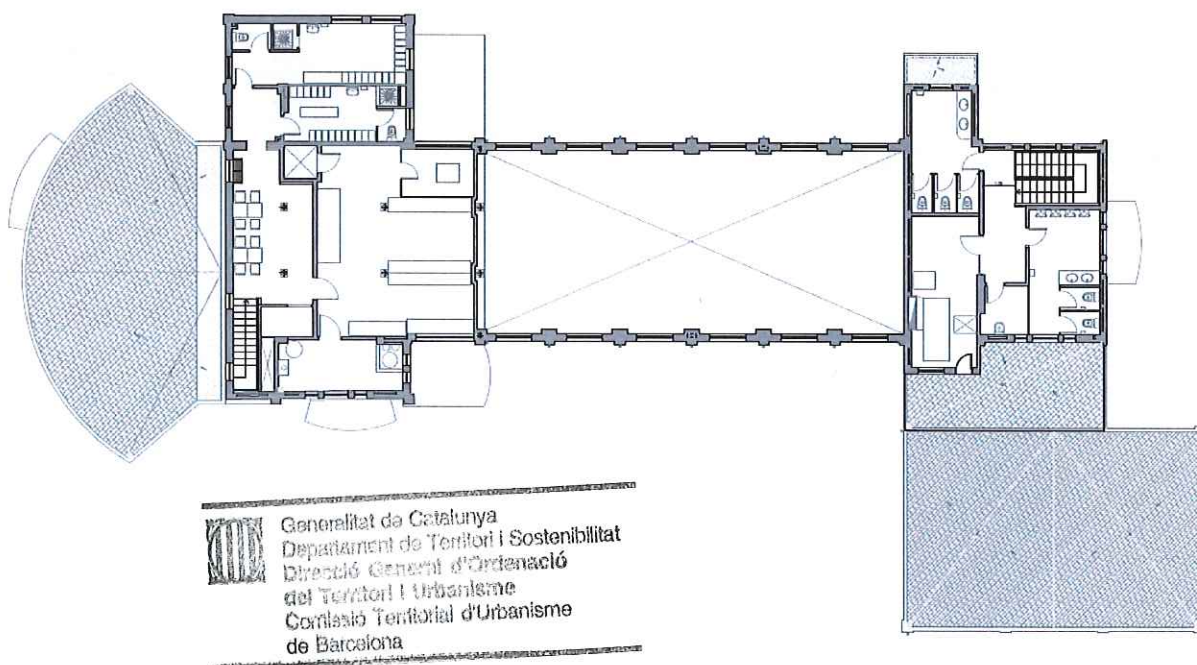 Generalitat de Catalunya
Departament de Territori i Sostenibilitat
Direcció General d'Ordenació
del Territori i Urbanisme
Comissió Territorial d'Urbanisme
de Barcelona